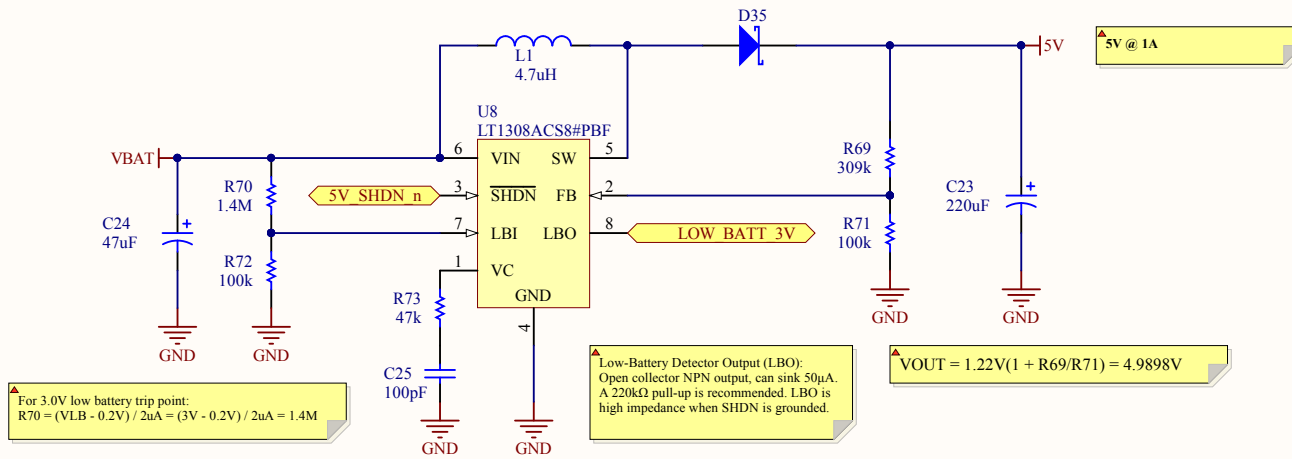 D35
5V
5V @ 1A
L1
4.7uH
U8
LT1308ACS8#PBF
VBAT
6
VIN
SW
5
R70
1.4M
5V_SHDN_n
3
SHDN
FB
2
R69
309k
C24
47uF
7
LBI
LBO
8
LOW_BATT_3V
R71
100k
C23
220uF
R72
100k
1
VC
GND
4
R73
47k
C25
100pF
GND
GND
GND
GND
GND
GND
For 3.0V low battery trip point:
R70 = (VLB - 0.2V) / 2uA = (3V - 0.2V) / 2uA = 1.4M
Low-Battery Detector Output (LBO):
Open collector NPN output, can sink 50µA.
A 220kΩ pull-up is recommended. LBO is
high impedance when SHDN is grounded.
VOUT = 1.22V(1 + R69/R71) = 4.9898V